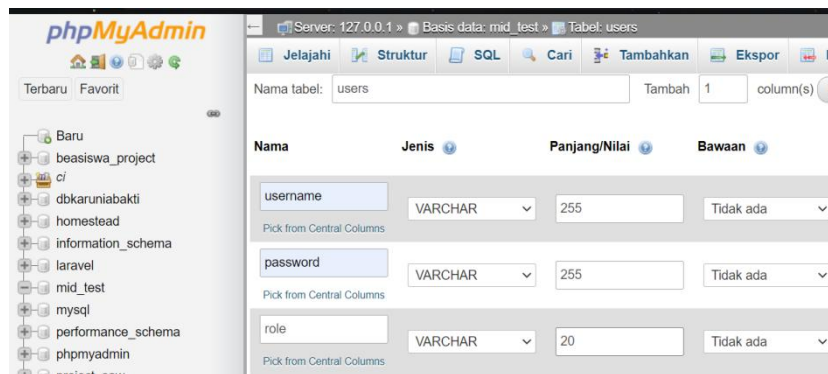 phpMyAdmin
Terbaru Favorit
Baru
beasiswa_project
ci
dbkaruniabakti
homestead
information_schema
laravel
mid_test
mysql
performance_schema
phpmyadmin
Server: 127.0.0.1 » Basis data: mid_test » Tabel: users
Jelajahi Struktur SQL Cari Tambahkan Ekspor
Nama tabel: users Tambah 1 column(s)
Nama Jenis Panjang/Nilai Bawaan
username VARCHAR 255 Tidak ada
Pick from Central Columns
password VARCHAR 255 Tidak ada
Pick from Central Columns
role VARCHAR 20 Tidak ada
Pick from Central Columns